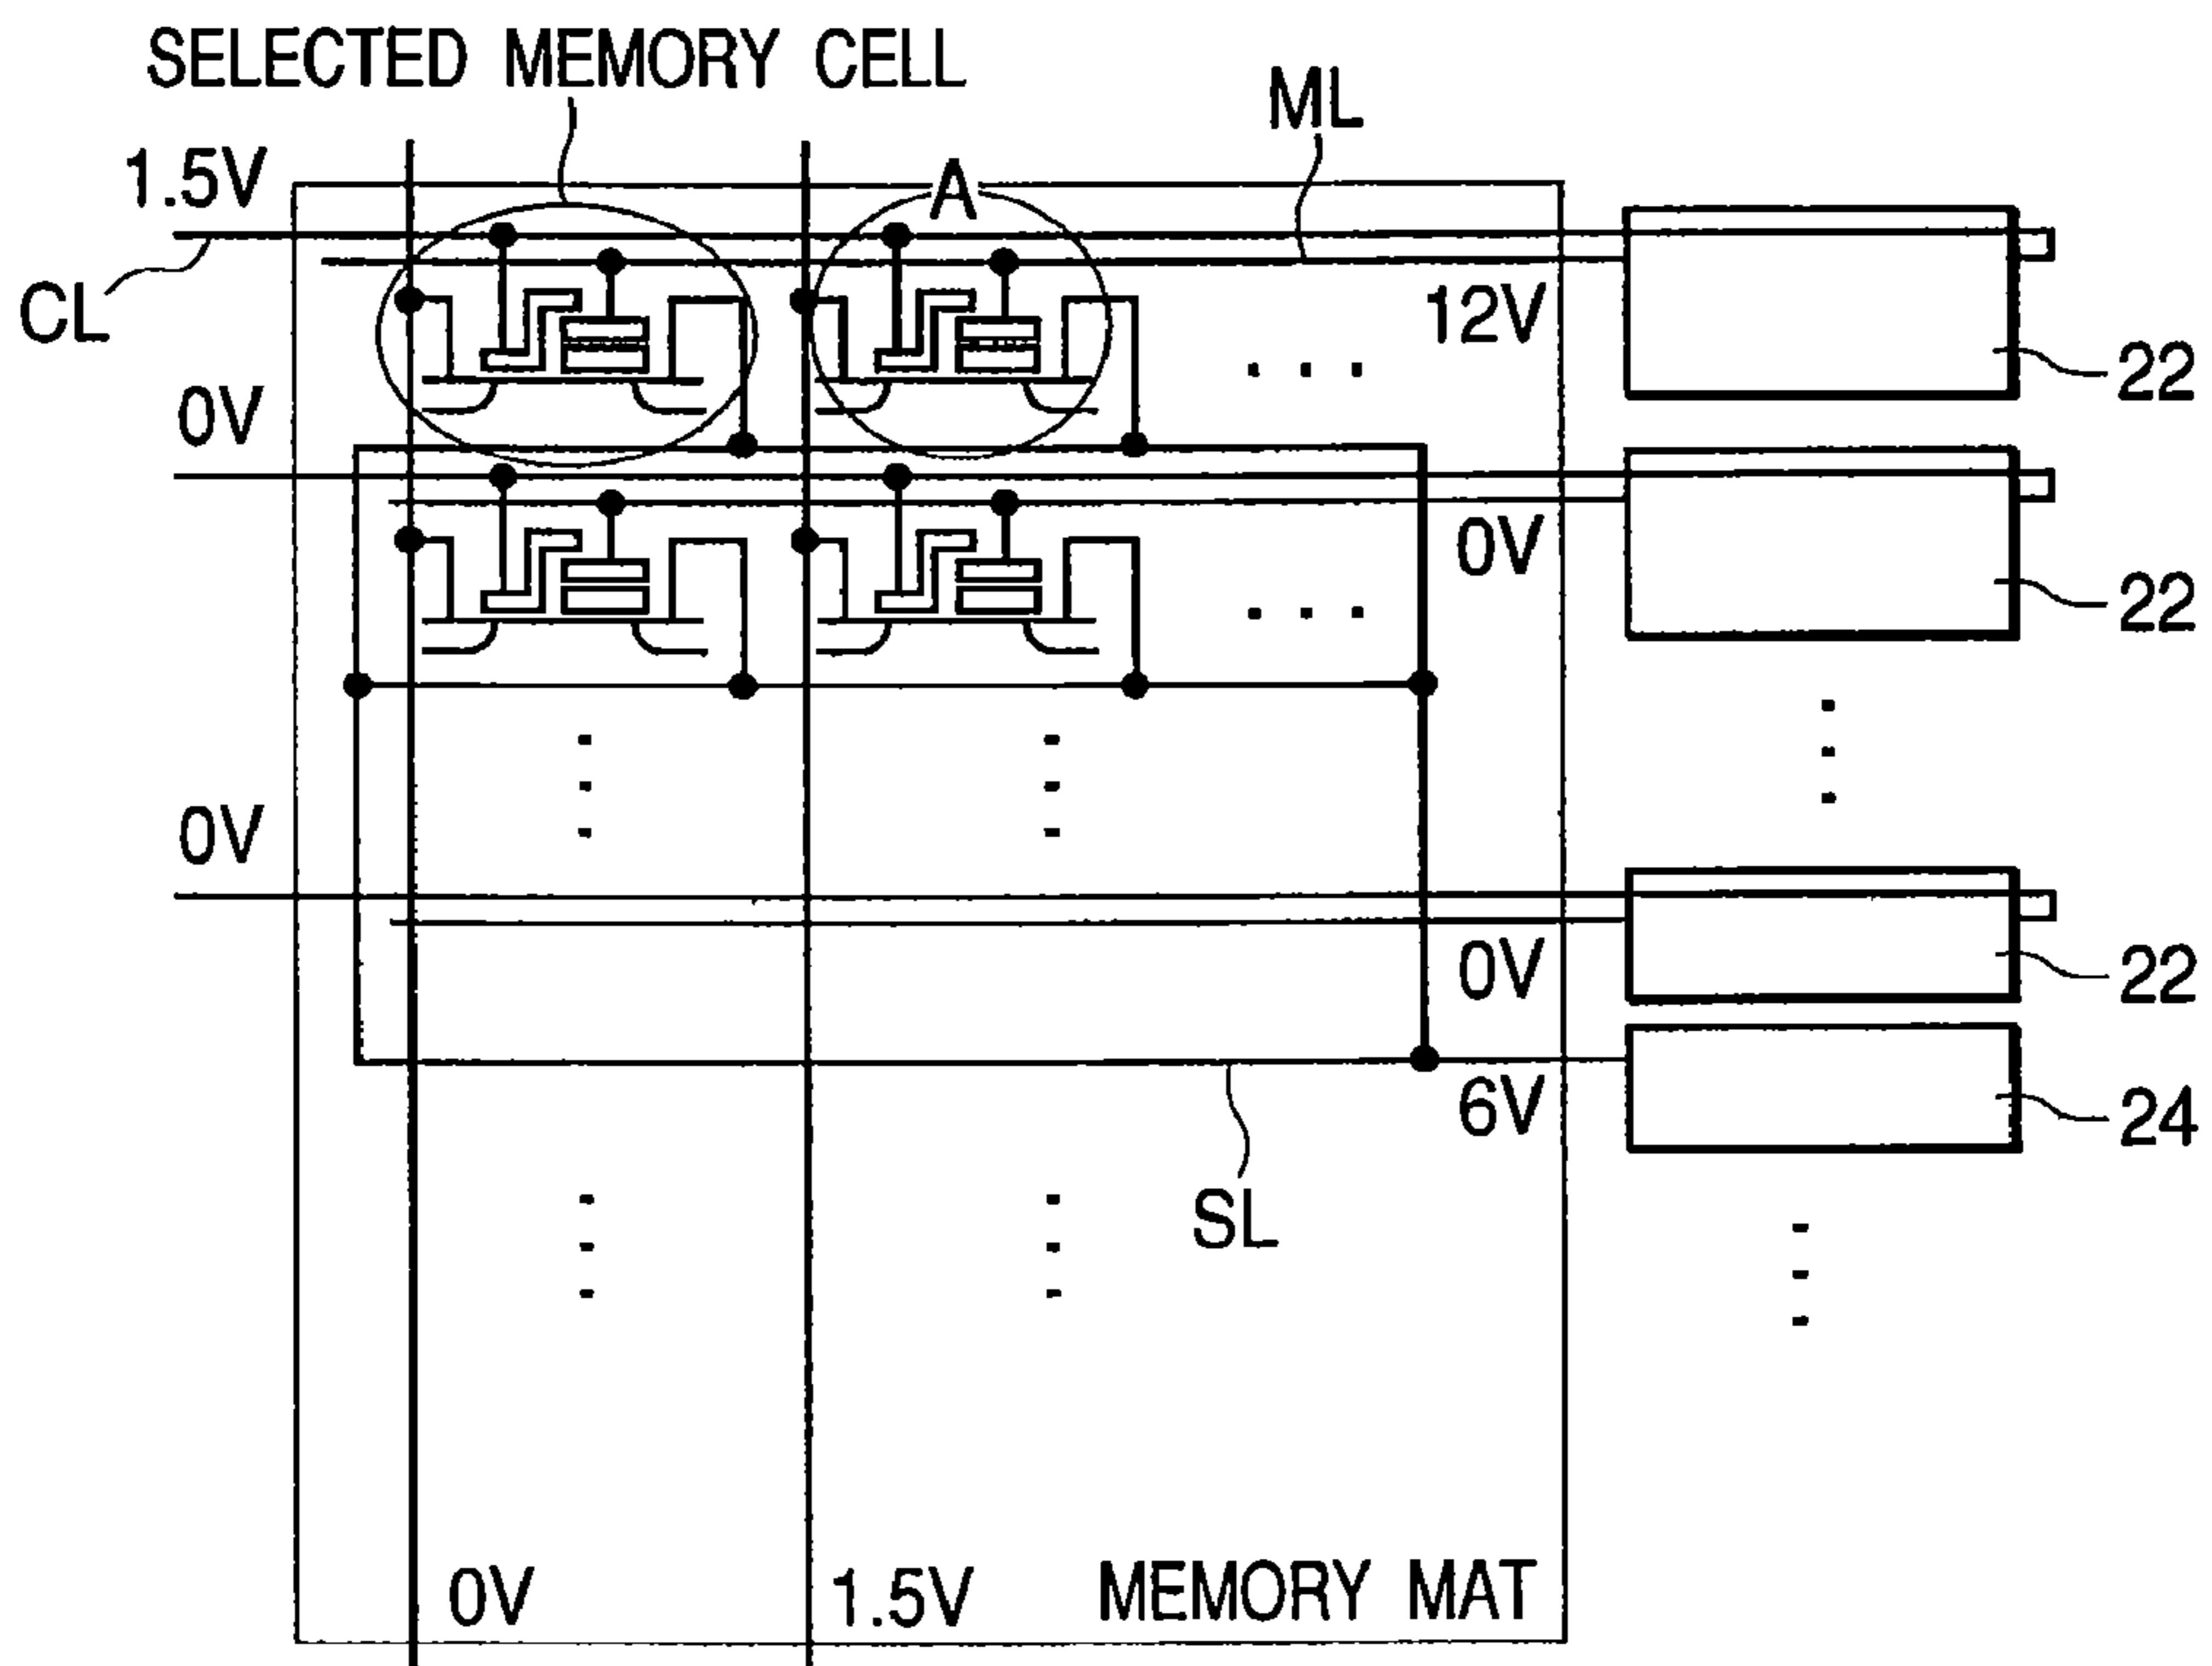 SELECTED MEMORY CELL
ML
1.5V
A
CL
12V
22
0V
0V
22
0V
0V
22
6V
24
SL
0V
1.5V
MEMORY MAT